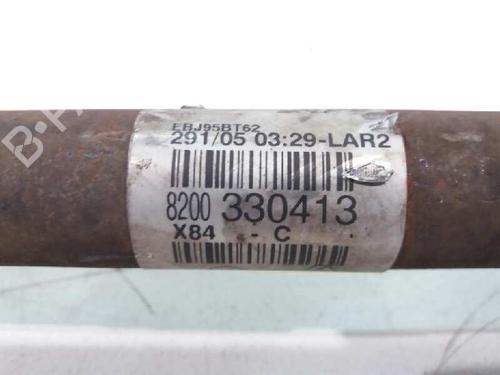 EBJ95BT62
291/05 03:29-LAR2
8200 330413
X84 - C .